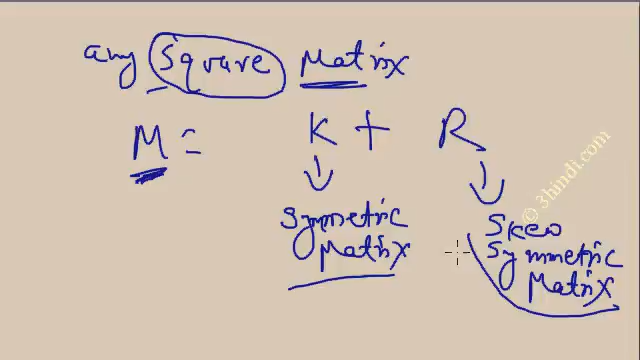 any Square Matrix
M = K + R
Symmetric Skew
Matrix Symmetric
Matrix
© 3hindi.com